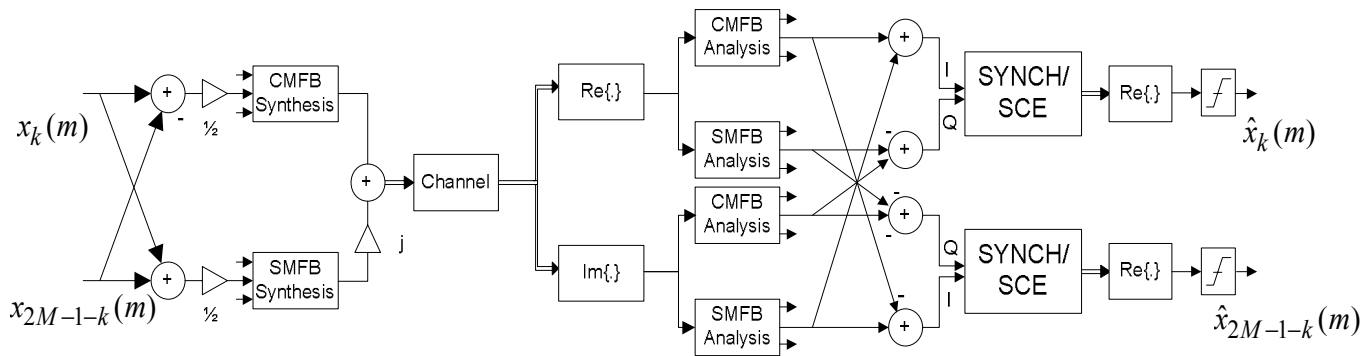 x_k(m)
x_{2M−1−k}(m)
+
-
½
CMFB
Synthesis
+
½
SMFB
Synthesis
+
j
Channel
Re{.}
Im{.}
CMFB
Analysis
SMFB
Analysis
CMFB
Analysis
SMFB
Analysis
+
-
+
-
-
+
-
+
I
Q
SYNCH/
SCE
Re{.}
x̂_k(m)
Q
I
SYNCH/
SCE
Re{.}
x̂_{2M−1−k}(m)